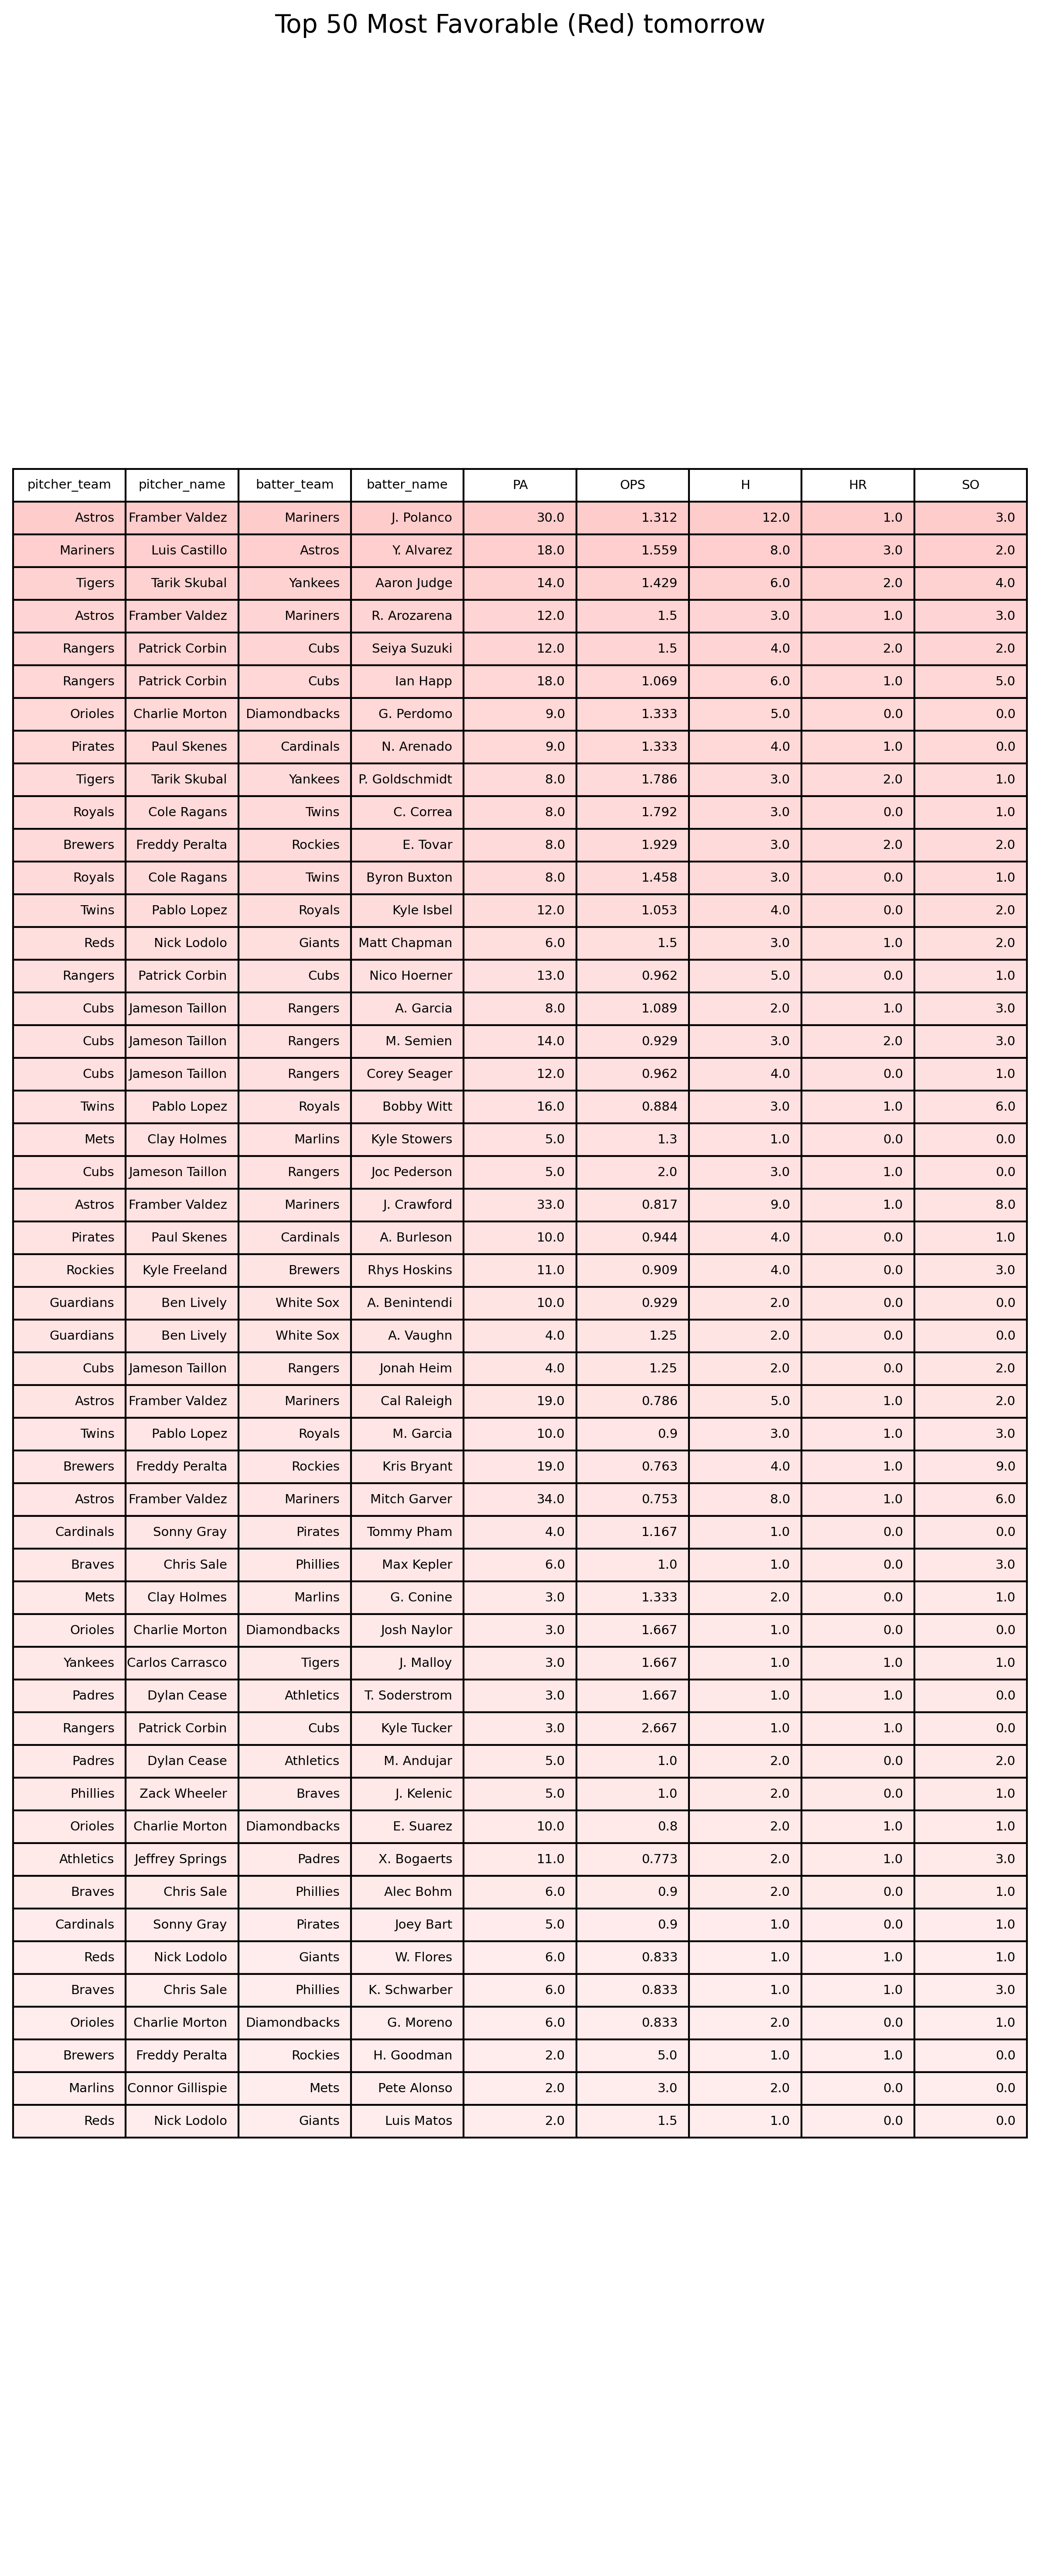 Top 50 Most Favorable (Red) tomorrow
pitcher_team pitcher_name batter_team batter_name PA OPS H HR SO
Astros Framber Valdez Mariners J. Polanco 30.0 1.312 12.0 1.0 3.0
Mariners Luis Castillo Astros Y. Alvarez 18.0 1.559 8.0 3.0 2.0
Tigers Tarik Skubal Yankees Aaron Judge 14.0 1.429 6.0 2.0 4.0
Astros Framber Valdez Mariners R. Arozarena 12.0 1.5 3.0 1.0 3.0
Rangers Patrick Corbin Cubs Seiya Suzuki 12.0 1.5 4.0 2.0 2.0
Rangers Patrick Corbin Cubs Ian Happ 18.0 1.069 6.0 1.0 5.0
Orioles Charlie Morton Diamondbacks G. Perdomo 9.0 1.333 5.0 0.0 0.0
Pirates Paul Skenes Cardinals N. Arenado 9.0 1.333 4.0 1.0 0.0
Tigers Tarik Skubal Yankees P. Goldschmidt 8.0 1.786 3.0 2.0 1.0
Royals Cole Ragans Twins C. Correa 8.0 1.792 3.0 0.0 1.0
Brewers Freddy Peralta Rockies E. Tovar 8.0 1.929 3.0 2.0 2.0
Royals Cole Ragans Twins Byron Buxton 8.0 1.458 3.0 0.0 1.0
Twins Pablo Lopez Royals Kyle Isbel 12.0 1.053 4.0 0.0 2.0
Reds Nick Lodolo Giants Matt Chapman 6.0 1.5 3.0 1.0 2.0
Rangers Patrick Corbin Cubs Nico Hoerner 13.0 0.962 5.0 0.0 1.0
Cubs Jameson Taillon Rangers A. Garcia 8.0 1.089 2.0 1.0 3.0
Cubs Jameson Taillon Rangers M. Semien 14.0 0.929 3.0 2.0 3.0
Cubs Jameson Taillon Rangers Corey Seager 12.0 0.962 4.0 0.0 1.0
Twins Pablo Lopez Royals Bobby Witt 16.0 0.884 3.0 1.0 6.0
Mets Clay Holmes Marlins Kyle Stowers 5.0 1.3 1.0 0.0 0.0
Cubs Jameson Taillon Rangers Joc Pederson 5.0 2.0 3.0 1.0 0.0
Astros Framber Valdez Mariners J. Crawford 33.0 0.817 9.0 1.0 8.0
Pirates Paul Skenes Cardinals A. Burleson 10.0 0.944 4.0 0.0 1.0
Rockies Kyle Freeland Brewers Rhys Hoskins 11.0 0.909 4.0 0.0 3.0
Guardians Ben Lively White Sox A. Benintendi 10.0 0.929 2.0 0.0 0.0
Guardians Ben Lively White Sox A. Vaughn 4.0 1.25 2.0 0.0 0.0
Cubs Jameson Taillon Rangers Jonah Heim 4.0 1.25 2.0 0.0 2.0
Astros Framber Valdez Mariners Cal Raleigh 19.0 0.786 5.0 1.0 2.0
Twins Pablo Lopez Royals M. Garcia 10.0 0.9 3.0 1.0 3.0
Brewers Freddy Peralta Rockies Kris Bryant 19.0 0.763 4.0 1.0 9.0
Astros Framber Valdez Mariners Mitch Garver 34.0 0.753 8.0 1.0 6.0
Cardinals Sonny Gray Pirates Tommy Pham 4.0 1.167 1.0 0.0 0.0
Braves Chris Sale Phillies Max Kepler 6.0 1.0 1.0 0.0 3.0
Mets Clay Holmes Marlins G. Conine 3.0 1.333 2.0 0.0 1.0
Orioles Charlie Morton Diamondbacks Josh Naylor 3.0 1.667 1.0 0.0 0.0
Yankees Carlos Carrasco Tigers J. Malloy 3.0 1.667 1.0 1.0 1.0
Padres Dylan Cease Athletics T. Soderstrom 3.0 1.667 1.0 1.0 0.0
Rangers Patrick Corbin Cubs Kyle Tucker 3.0 2.667 1.0 1.0 0.0
Padres Dylan Cease Athletics M. Andujar 5.0 1.0 2.0 0.0 2.0
Phillies Zack Wheeler Braves J. Kelenic 5.0 1.0 2.0 0.0 1.0
Orioles Charlie Morton Diamondbacks E. Suarez 10.0 0.8 2.0 1.0 1.0
Athletics Jeffrey Springs Padres X. Bogaerts 11.0 0.773 2.0 1.0 3.0
Braves Chris Sale Phillies Alec Bohm 6.0 0.9 2.0 0.0 1.0
Cardinals Sonny Gray Pirates Joey Bart 5.0 0.9 1.0 0.0 1.0
Reds Nick Lodolo Giants W. Flores 6.0 0.833 1.0 1.0 1.0
Braves Chris Sale Phillies K. Schwarber 6.0 0.833 1.0 1.0 3.0
Orioles Charlie Morton Diamondbacks G. Moreno 6.0 0.833 2.0 0.0 1.0
Brewers Freddy Peralta Rockies H. Goodman 2.0 5.0 1.0 1.0 0.0
Marlins Connor Gillispie Mets Pete Alonso 2.0 3.0 2.0 0.0 0.0
Reds Nick Lodolo Giants Luis Matos 2.0 1.5 1.0 0.0 0.0